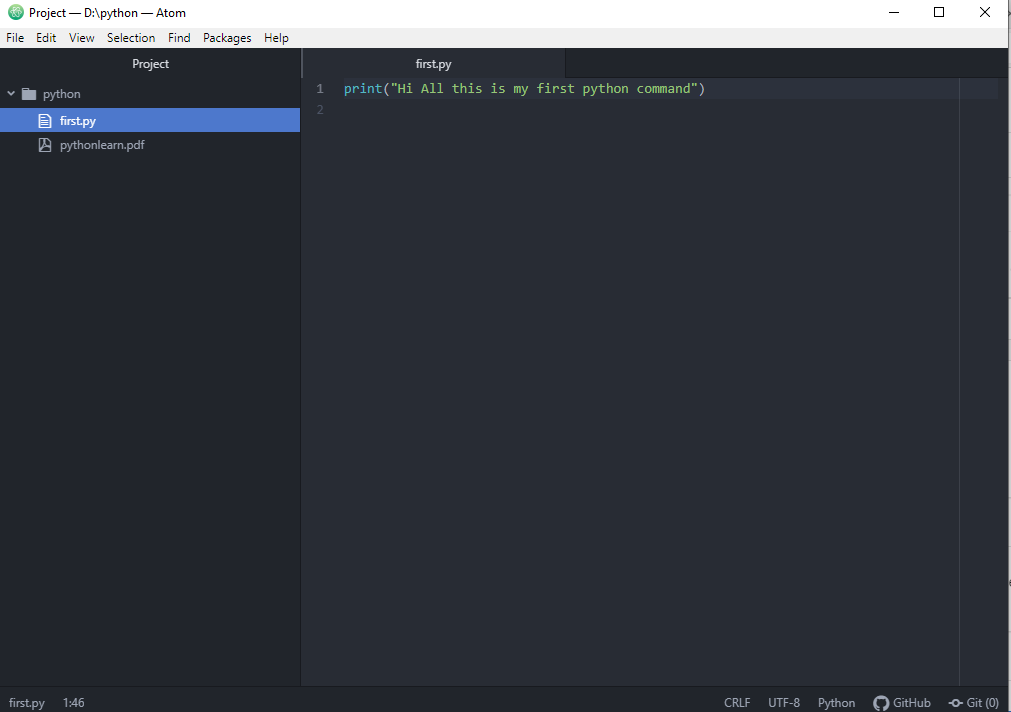 Project — D:\python — Atom
File Edit View Selection Find Packages Help
Project
first.py
python
first.py
pythonlearn.pdf
1 print("Hi All this is my first python command")
2
first.py 1:46 CRLF UTF-8 Python GitHub Git (0)